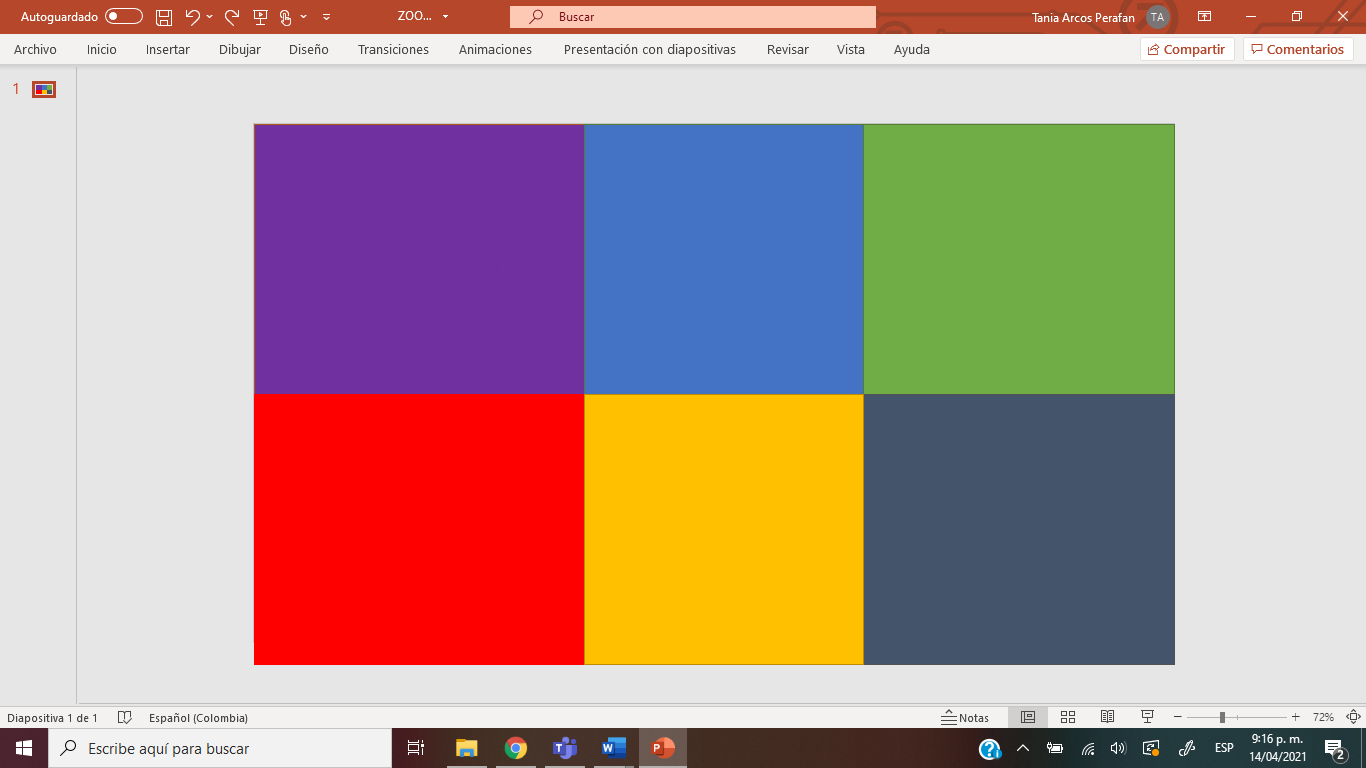 Autoguardado
ZOO...
Buscar
Tania Arcos Perafan
TA
Archivo
Inicio
Insertar
Dibujar
Diseño
Transiciones
Animaciones
Presentación con diapositivas
Revisar
Vista
Ayuda
Compartir
Comentarios
1
Diapositiva 1 de 1
Español (Colombia)
Notas
72%
Escribe aquí para buscar
ESP
9:16 p. m.
14/04/2021
2